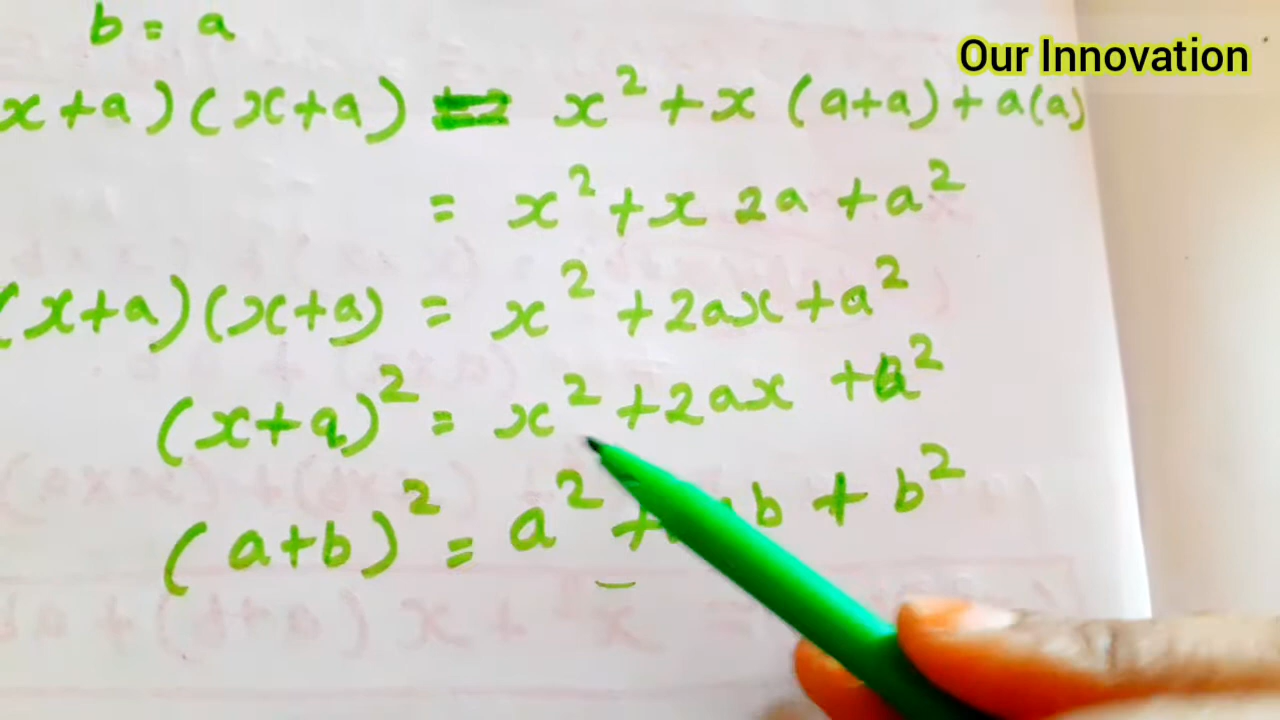 b = a
Our Innovation
x+a)(x+a) = x² + x (a+a) + a(a)
= x² + x 2a + a²
(x+a)(x+a) = x² + 2ax + a²
(x+a)² = x² + 2ax + a²
(a+b)² = a² + b + b²